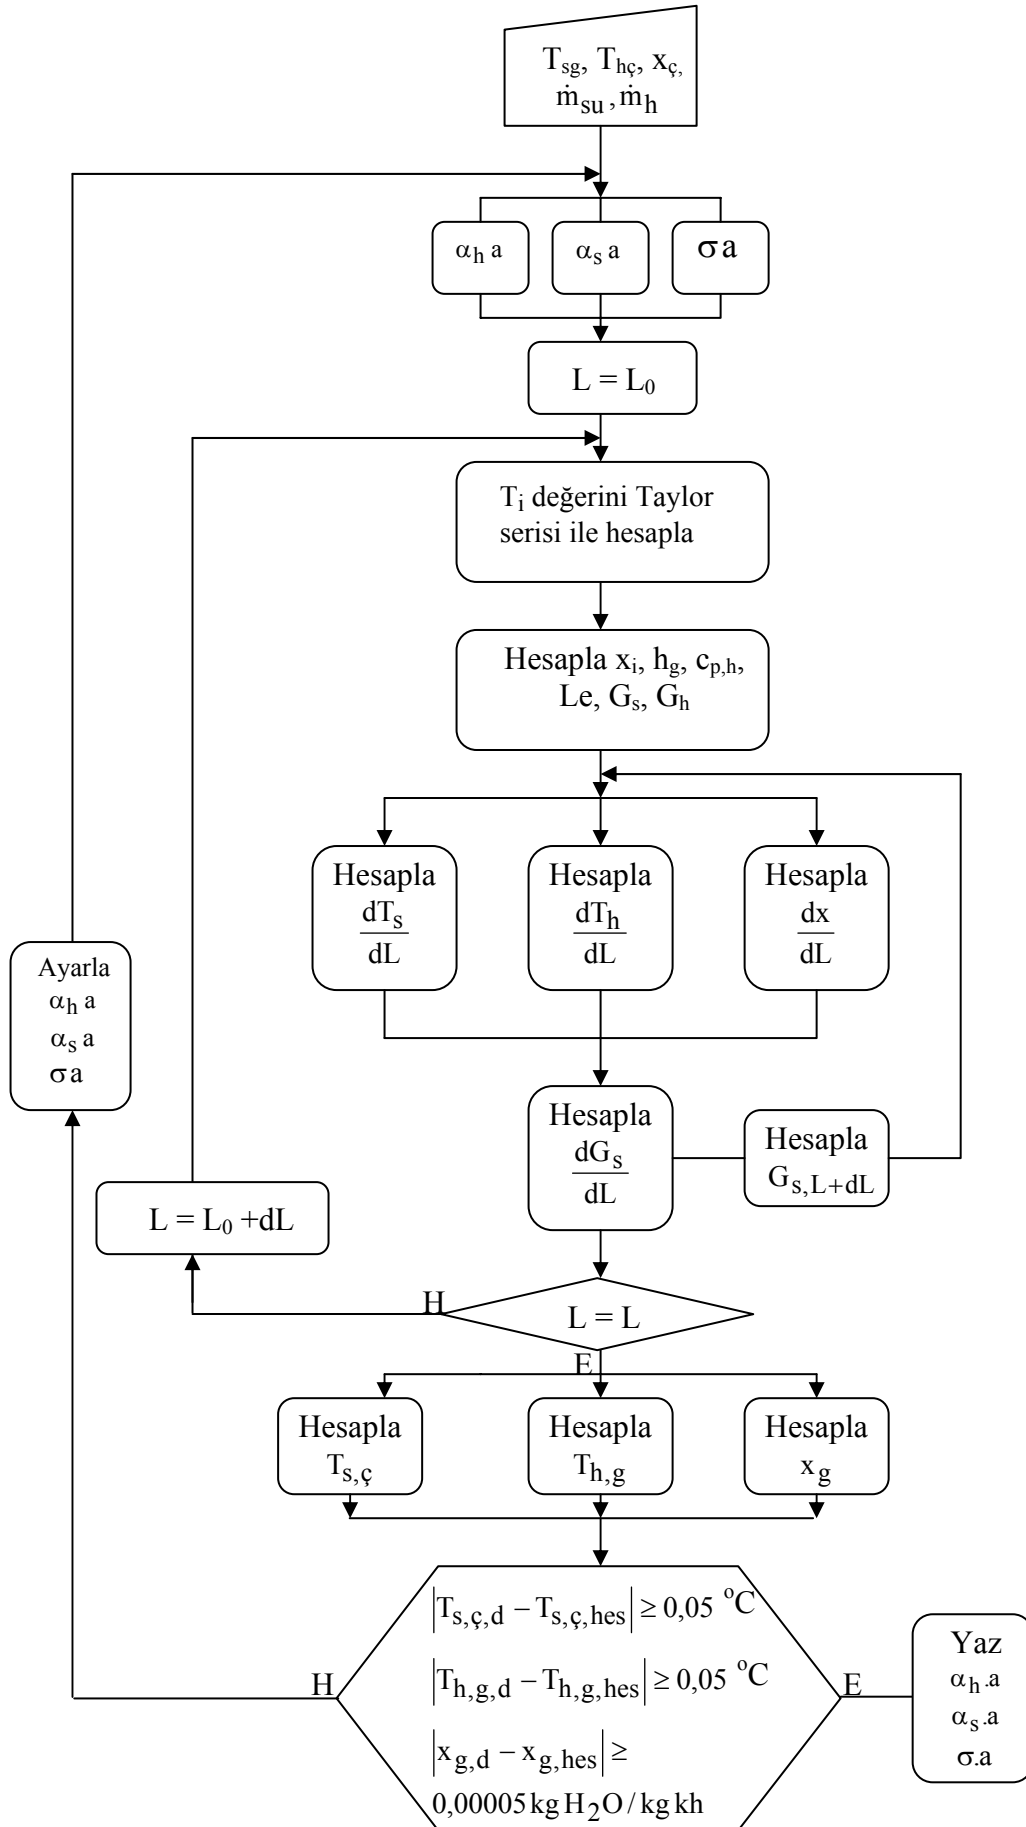 T_sg, T_hç, x_ç,
ṁ_su, ṁ_h
α_h a
α_s a
σa
L = L_0
T_i değerini Taylor
serisi ile hesapla
Hesapla x_i, h_g, c_p,h,
Le, G_s, G_h
Hesapla
dT_s
dL
Hesapla
dT_h
dL
Hesapla
dx
dL
Ayarla
α_h a
α_s a
σa
Hesapla
dG_s
dL
Hesapla
G_s,L+dL
L = L_0 +dL
H
L = L
E
Hesapla
T_s,ç
Hesapla
T_h,g
Hesapla
x_g
|T_s,ç,d − T_s,ç,hes| ≥ 0,05 °C
|T_h,g,d − T_h,g,hes| ≥ 0,05 °C
|x_g,d − x_g,hes| ≥
0,00005 kg H_2O / kg kh
H
E
Yaz
α_h .a
α_s .a
σ.a